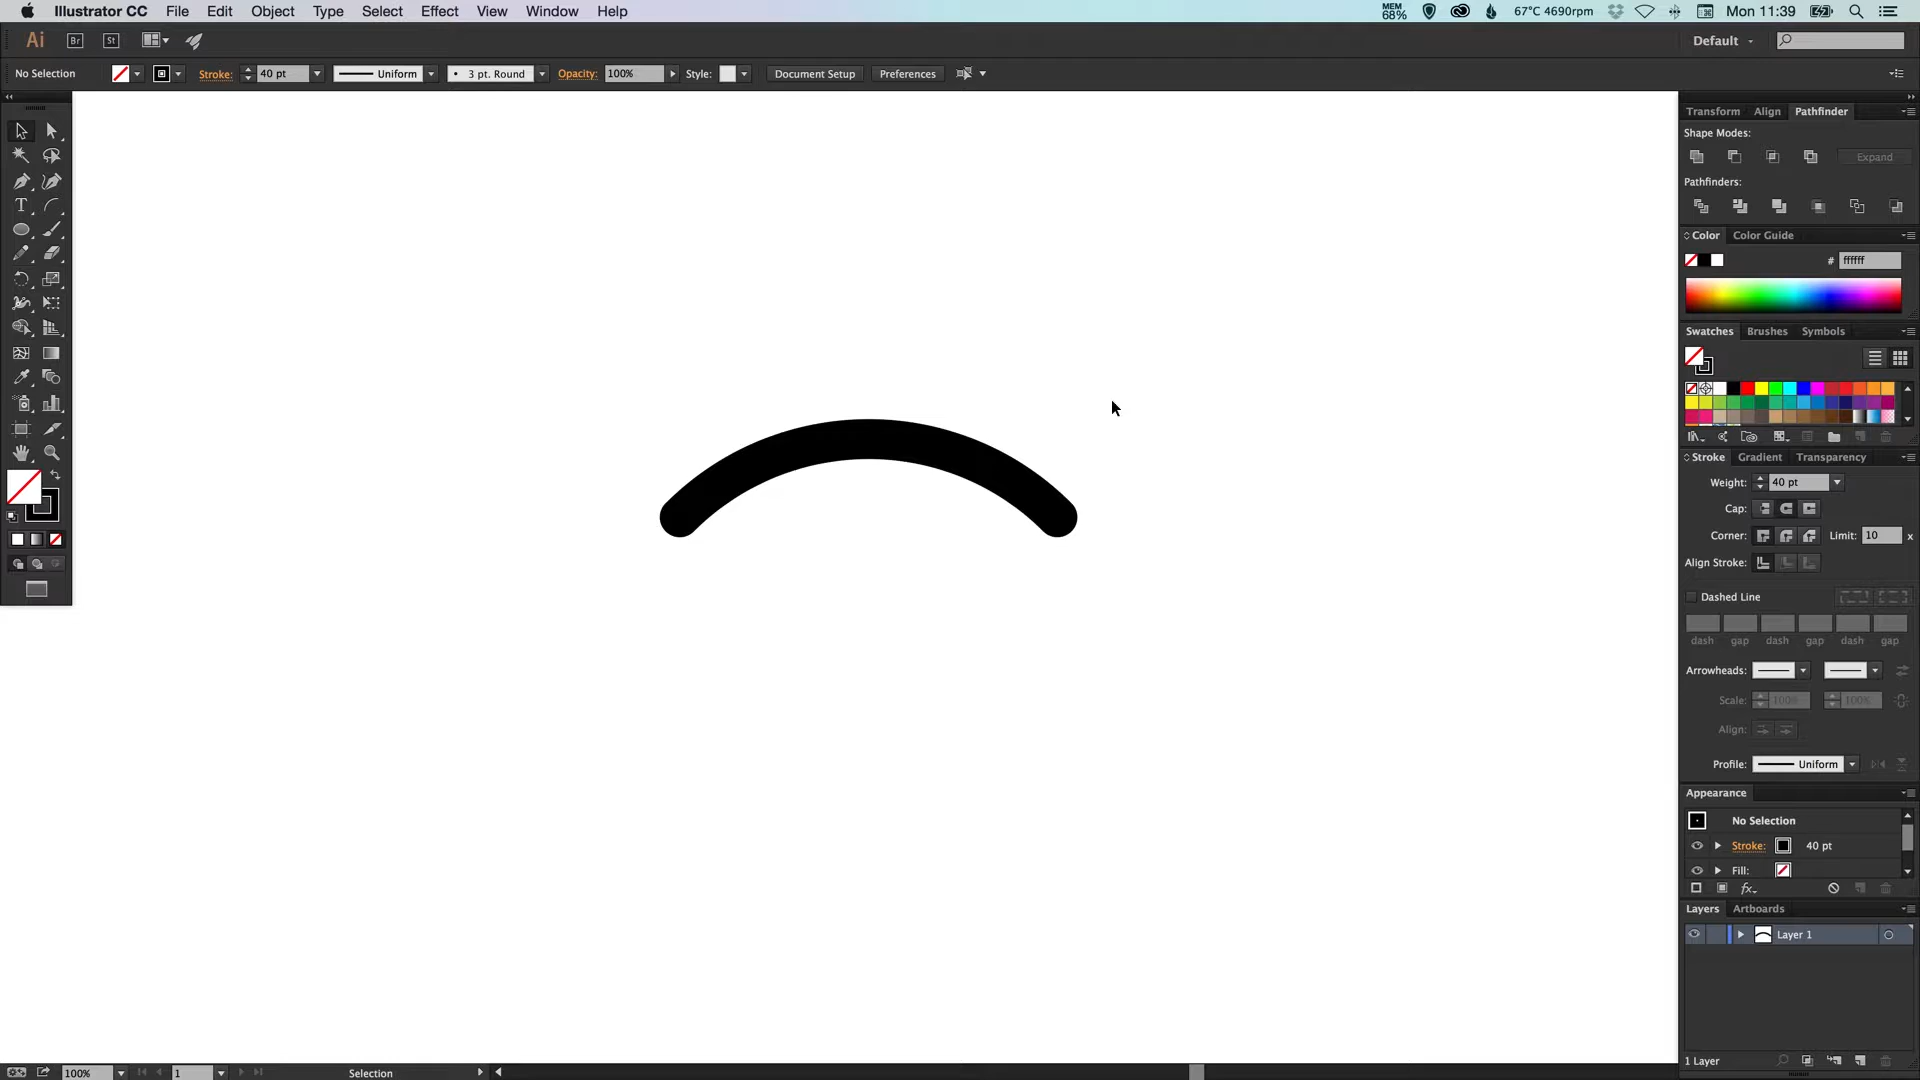 Illustrator CC File Edit Object Type Select Effect View Window Help MEM 68% 67°C 4690rpm Mon 11:39
Ai Br St Default
No Selection Stroke: 40 pt Uniform 3 pt. Round Opacity: 100% Style: Document Setup Preferences
Transform Align Pathfinder
Shape Modes:
Expand
Pathfinders:
Color Color Guide
# ffffff
Swatches Brushes Symbols
Stroke Gradient Transparency
Weight: 40 pt
Cap:
Corner: Limit: 10 x
Align Stroke:
Dashed Line
dash gap dash gap dash gap
Arrowheads:
Scale: 100% 100%
Align:
Profile: Uniform
Appearance
No Selection
Stroke: 40 pt
Fill:
fx
Layers Artboards
Layer 1
1 Layer
100% 1 Selection